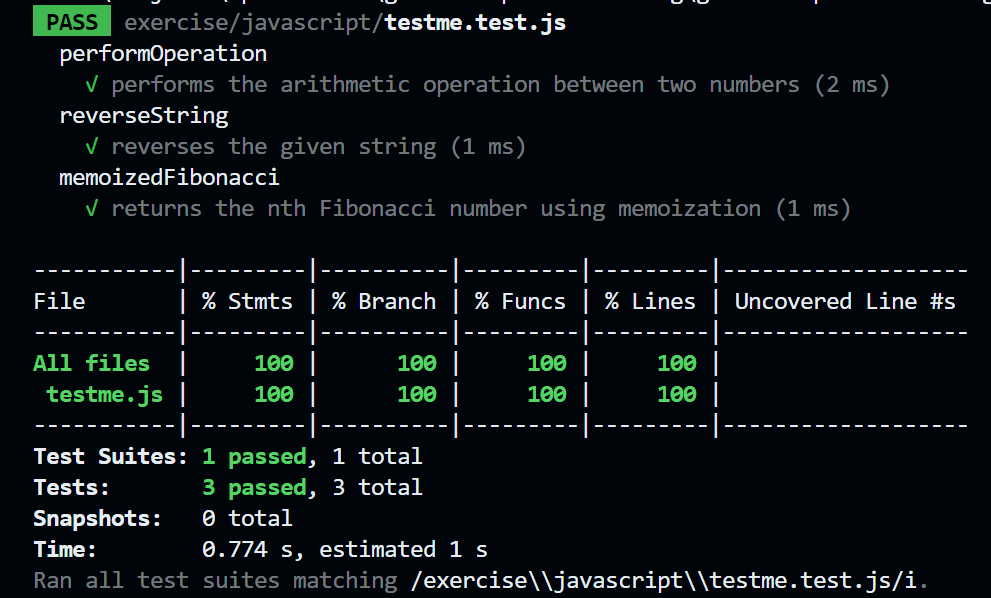 PASS exercise/javascript/testme.test.js
performOperation
√ performs the arithmetic operation between two numbers (2 ms)
reverseString
√ reverses the given string (1 ms)
memoizedFibonacci
√ returns the nth Fibonacci number using memoization (1 ms)
-----------|---------|----------|---------|---------|-------------------
File | % Stmts | % Branch | % Funcs | % Lines | Uncovered Line #s
-----------|---------|----------|---------|---------|-------------------
All files | 100 | 100 | 100 | 100 |
testme.js | 100 | 100 | 100 | 100 |
-----------|---------|----------|---------|---------|-------------------
Test Suites: 1 passed, 1 total
Tests: 3 passed, 3 total
Snapshots: 0 total
Time: 0.774 s, estimated 1 s
Ran all test suites matching /exercise\\javascript\\testme.test.js/i.